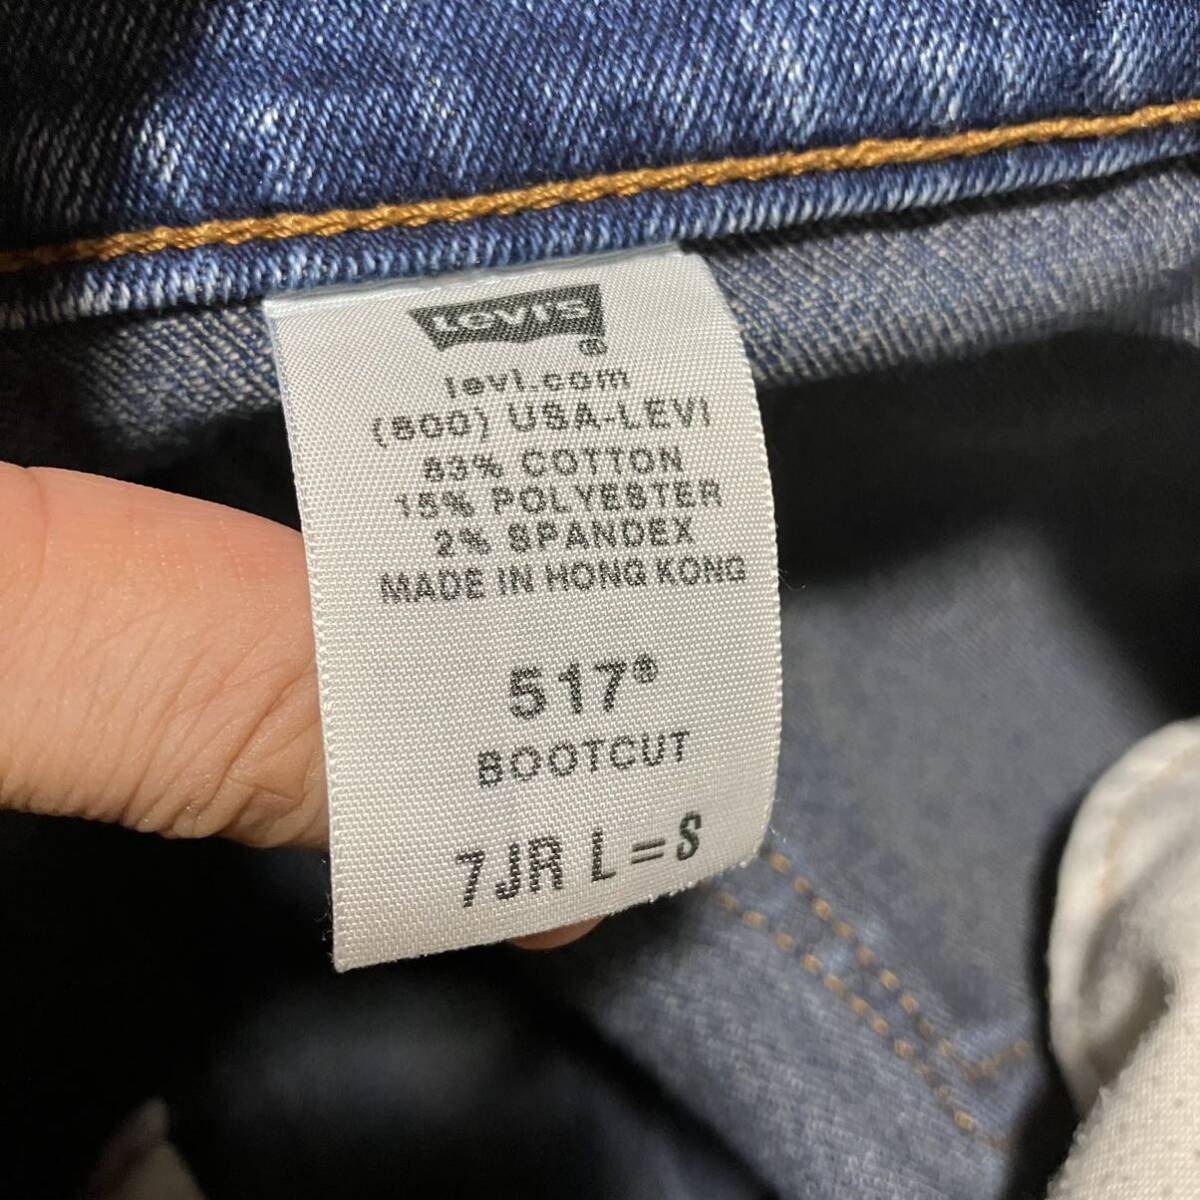 LEVI'S®
levi.com
(800) USA-LEVI
83% COTTON
15% POLYESTER
2% SPANDEX
MADE IN HONG KONG
517®
BOOTCUT
7JR L=S